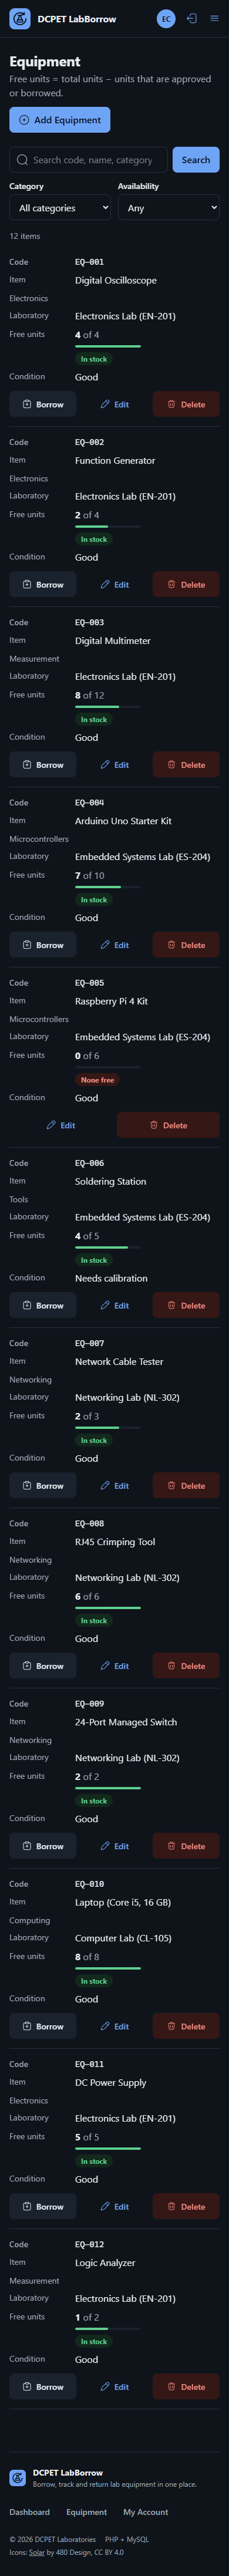 DCPET LabBorrow
EC
Equipment
Free units = total units − units that are approved or borrowed.
Add Equipment
Search code, name, category
Search
Category
Availability
All categories
Any
12 items
Code EQ-001
Item Digital Oscilloscope
Electronics
Laboratory Electronics Lab (EN-201)
Free units 4 of 4
In stock
Condition Good
Borrow Edit Delete
Code EQ-002
Item Function Generator
Electronics
Laboratory Electronics Lab (EN-201)
Free units 2 of 4
In stock
Condition Good
Borrow Edit Delete
Code EQ-003
Item Digital Multimeter
Measurement
Laboratory Electronics Lab (EN-201)
Free units 8 of 12
In stock
Condition Good
Borrow Edit Delete
Code EQ-004
Item Arduino Uno Starter Kit
Microcontrollers
Laboratory Embedded Systems Lab (ES-204)
Free units 7 of 10
In stock
Condition Good
Borrow Edit Delete
Code EQ-005
Item Raspberry Pi 4 Kit
Microcontrollers
Laboratory Embedded Systems Lab (ES-204)
Free units 0 of 6
None free
Condition Good
Edit Delete
Code EQ-006
Item Soldering Station
Tools
Laboratory Embedded Systems Lab (ES-204)
Free units 4 of 5
In stock
Condition Needs calibration
Borrow Edit Delete
Code EQ-007
Item Network Cable Tester
Networking
Laboratory Networking Lab (NL-302)
Free units 2 of 3
In stock
Condition Good
Borrow Edit Delete
Code EQ-008
Item RJ45 Crimping Tool
Networking
Laboratory Networking Lab (NL-302)
Free units 6 of 6
In stock
Condition Good
Borrow Edit Delete
Code EQ-009
Item 24-Port Managed Switch
Networking
Laboratory Networking Lab (NL-302)
Free units 2 of 2
In stock
Condition Good
Borrow Edit Delete
Code EQ-010
Item Laptop (Core i5, 16 GB)
Computing
Laboratory Computer Lab (CL-105)
Free units 8 of 8
In stock
Condition Good
Borrow Edit Delete
Code EQ-011
Item DC Power Supply
Electronics
Laboratory Electronics Lab (EN-201)
Free units 5 of 5
In stock
Condition Good
Borrow Edit Delete
Code EQ-012
Item Logic Analyzer
Measurement
Laboratory Electronics Lab (EN-201)
Free units 1 of 2
In stock
Condition Good
Borrow Edit Delete
DCPET LabBorrow
Borrow, track and return lab equipment in one place.
Dashboard Equipment My Account
© 2026 DCPET Laboratories PHP + MySQL
Icons: Solar by 480 Design, CC BY 4.0